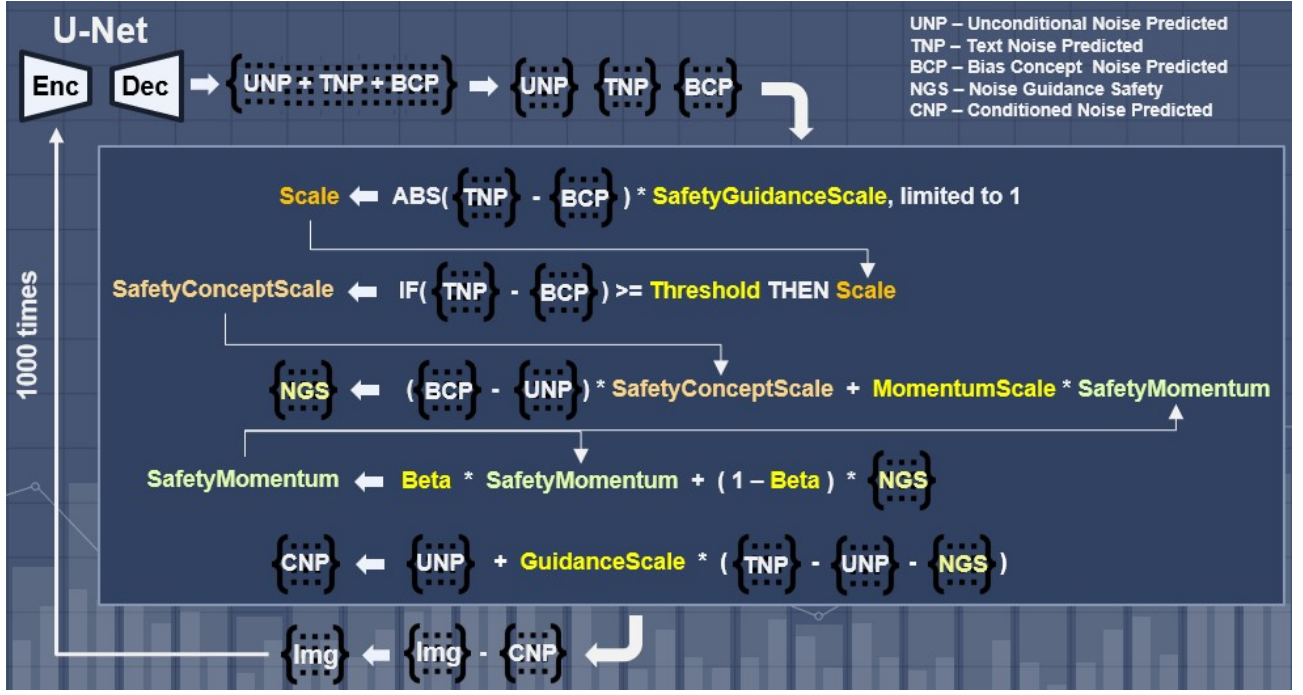 U-Net
UNP – Unconditional Noise Predicted
TNP – Text Noise Predicted
BCP – Bias Concept Noise Predicted
NGS – Noise Guidance Safety
CNP – Conditioned Noise Predicted
Enc Dec {UNP + TNP + BCP} {UNP} {TNP} {BCP}
Scale ABS({TNP} - {BCP}) * SafetyGuidanceScale, limited to 1
SafetyConceptScale IF({TNP} - {BCP}) >= Threshold THEN Scale
{NGS} ({BCP} - {UNP}) * SafetyConceptScale + MomentumScale * SafetyMomentum
SafetyMomentum Beta * SafetyMomentum + (1 – Beta) * {NGS}
{CNP} {UNP} + GuidanceScale * ({TNP} - {UNP} - {NGS})
1000 times
{Img} {Img} - {CNP}